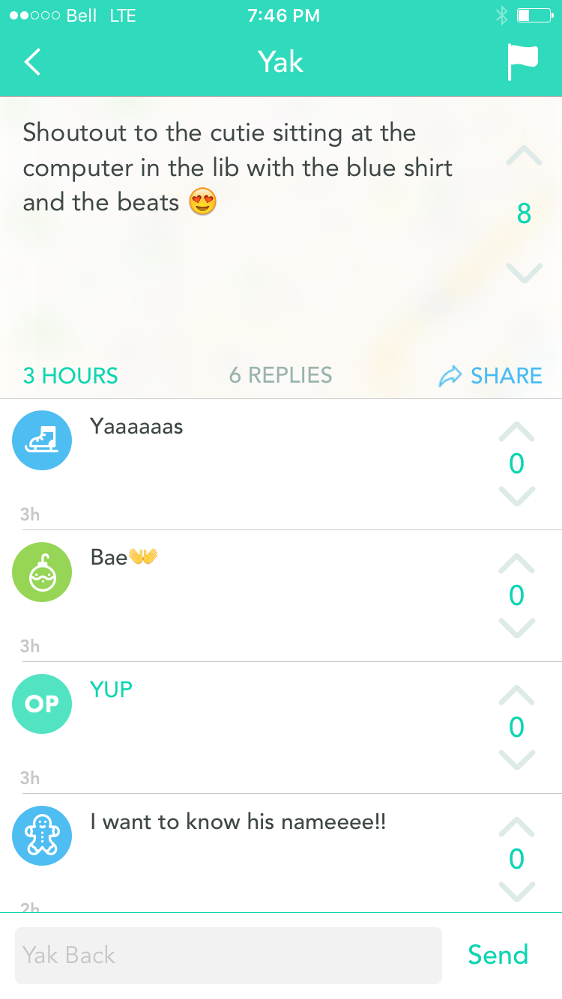 Bell LTE 7:46 PM
Yak
Shoutout to the cutie sitting at the
computer in the lib with the blue shirt
and the beats 😍
8
3 HOURS 6 REPLIES SHARE
Yaaaaaas
0
3h
Bae👐
0
3h
OP YUP
0
3h
I want to know his nameeee!!
0
2h
Yak Back Send